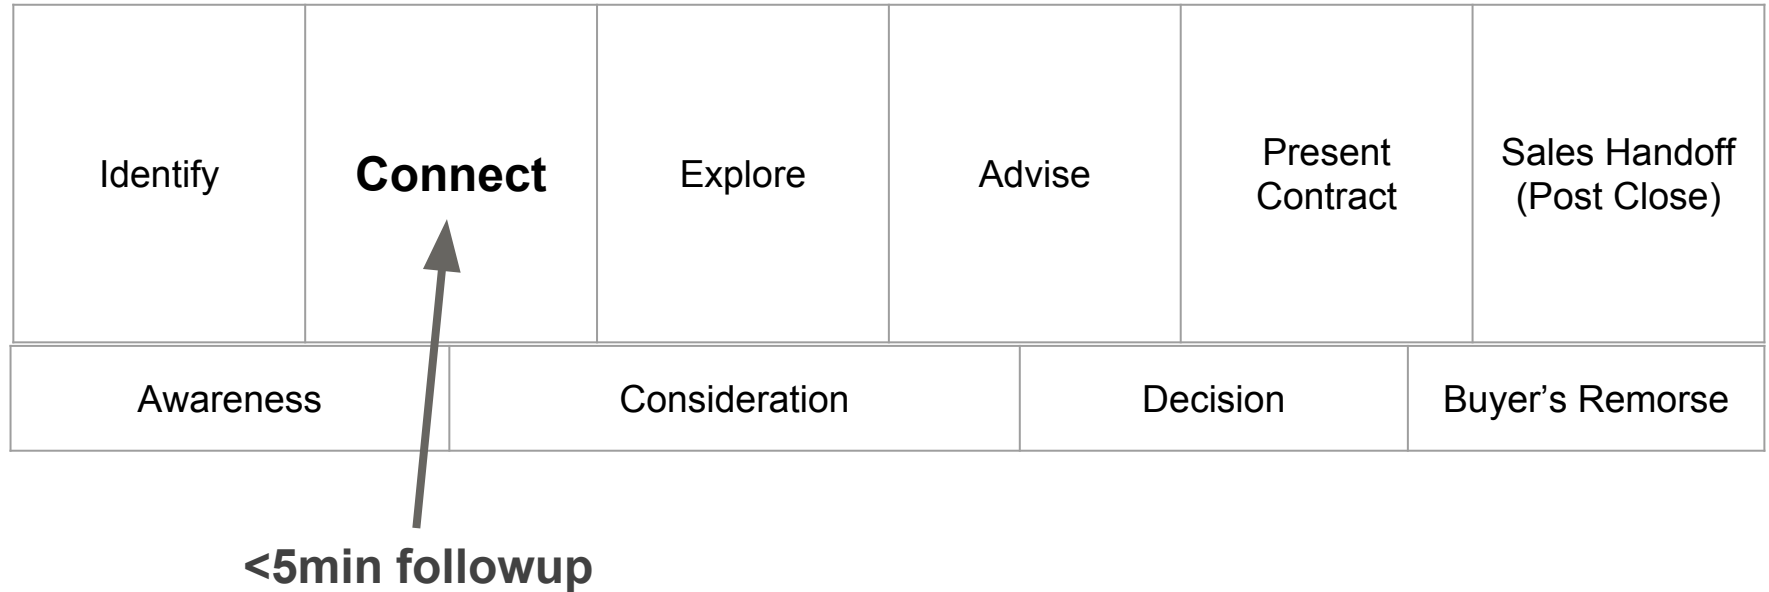 Identify
Connect
Explore
Advise
Present
Contract
Sales Handoff
(Post Close)
Awareness
Consideration
Decision
Buyer’s Remorse
<5min followup